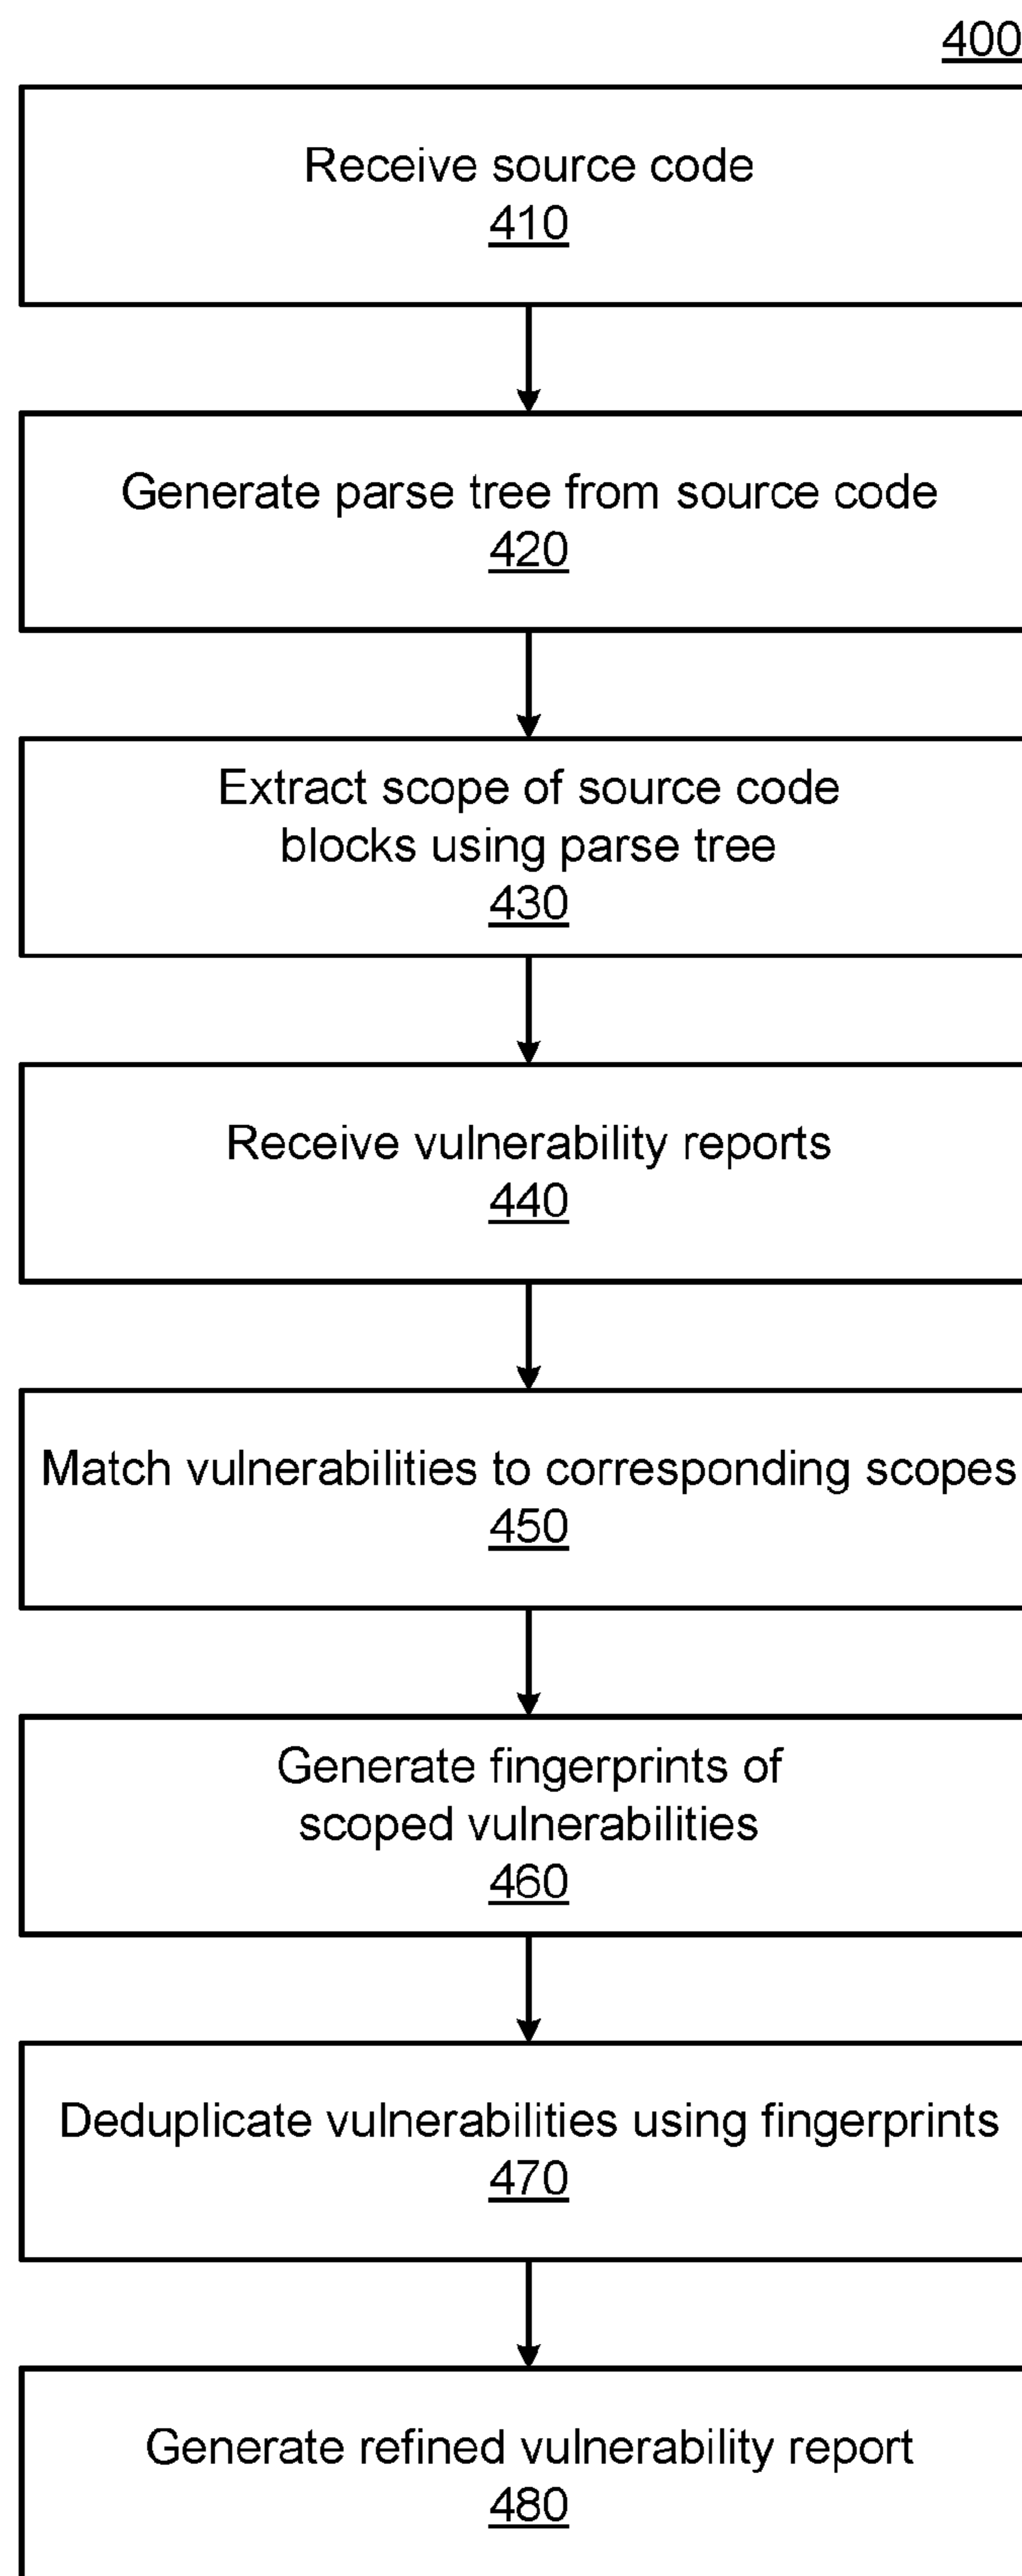 400
Receive source code
410
Generate parse tree from source code
420
Extract scope of source code
blocks using parse tree
430
Receive vulnerability reports
440
Match vulnerabilities to corresponding scopes
450
Generate fingerprints of
scoped vulnerabilities
460
Deduplicate vulnerabilities using fingerprints
470
Generate refined vulnerability report
480